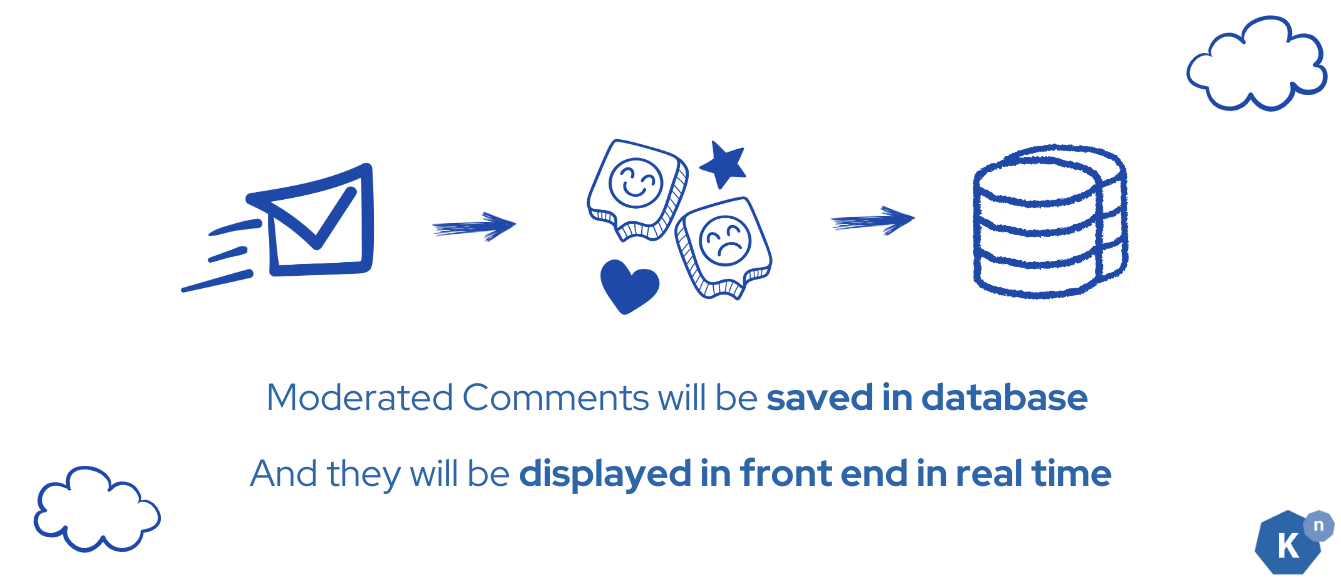 Moderated Comments will be saved in database
And they will be displayed in front end in real time
K
n